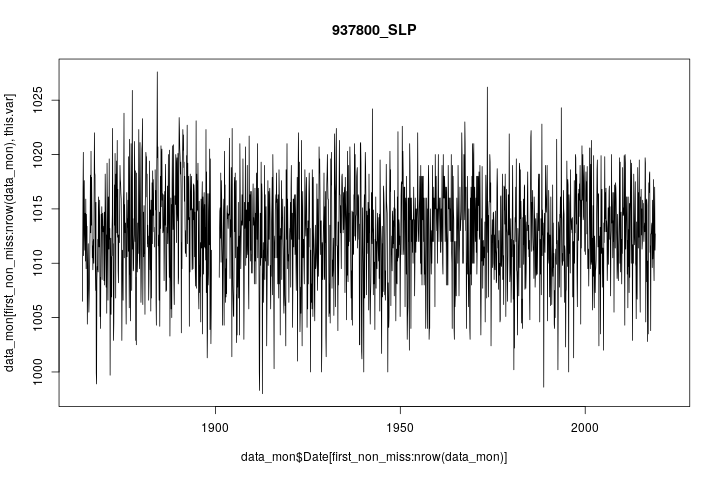 937800_SLP
data_mon[first_non_miss:nrow(data_mon), this.var]
1025
1020
1015
1010
1005
1000
1900 1950 2000
data_mon$Date[first_non_miss:nrow(data_mon)]